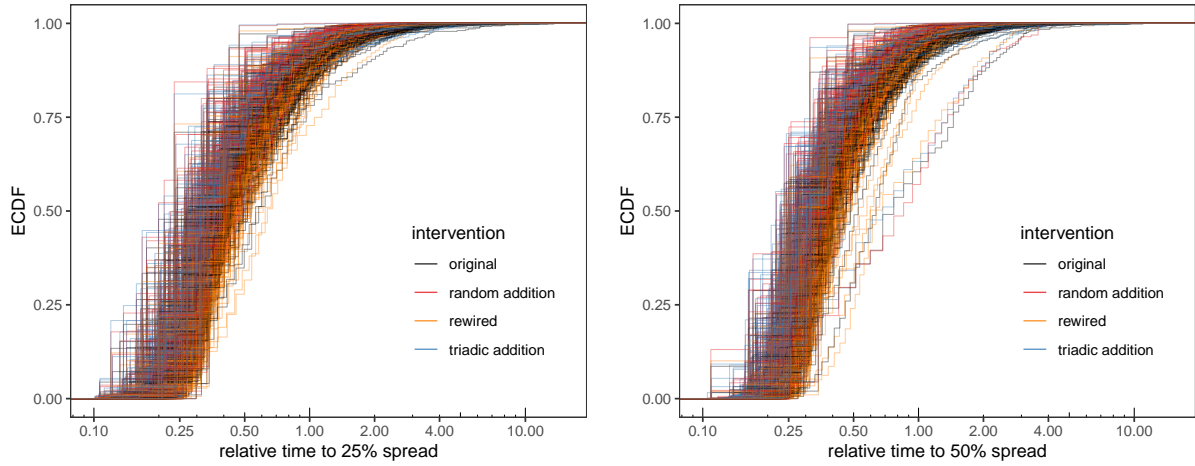 1.00
0.75
0.50
0.25
0.00
ECDF
intervention
original
random addition
rewired
triadic addition
0.10 0.25 0.50 1.00 2.00 4.00 10.00
relative time to 25% spread
1.00
0.75
0.50
0.25
0.00
ECDF
intervention
original
random addition
rewired
triadic addition
0.10 0.25 0.50 1.00 2.00 4.00 10.00
relative time to 50% spread